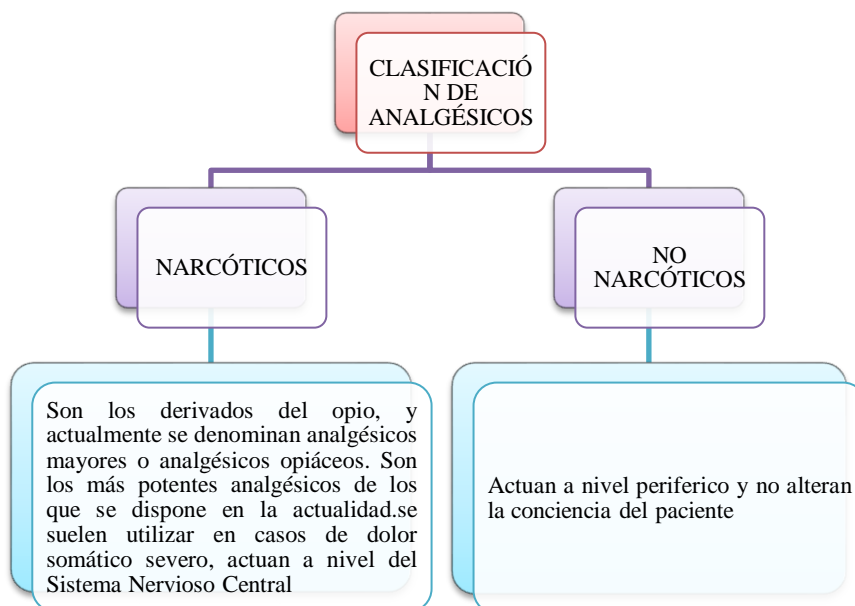 CLASIFICACIÓ
N DE
ANALGÉSICOS
NARCÓTICOS
NO
NARCÓTICOS
Son los derivados del opio, y
actualmente se denominan analgésicos
mayores o analgésicos opiáceos. Son
los más potentes analgésicos de los
que se dispone en la actualidad.se
suelen utilizar en casos de dolor
somático severo, actuan a nivel del
Sistema Nervioso Central
Actuan a nivel periferico y no alteran
la conciencia del paciente